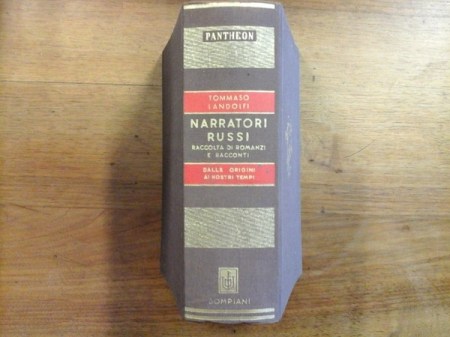 PANTHEON
TOMMASO
LANDOLFI
NARRATORI
RUSSI
RACCOLTA DI ROMANZI
E RACCONTI
DALLE ORIGINI
AI NOSTRI TEMPI
BOMPIANI